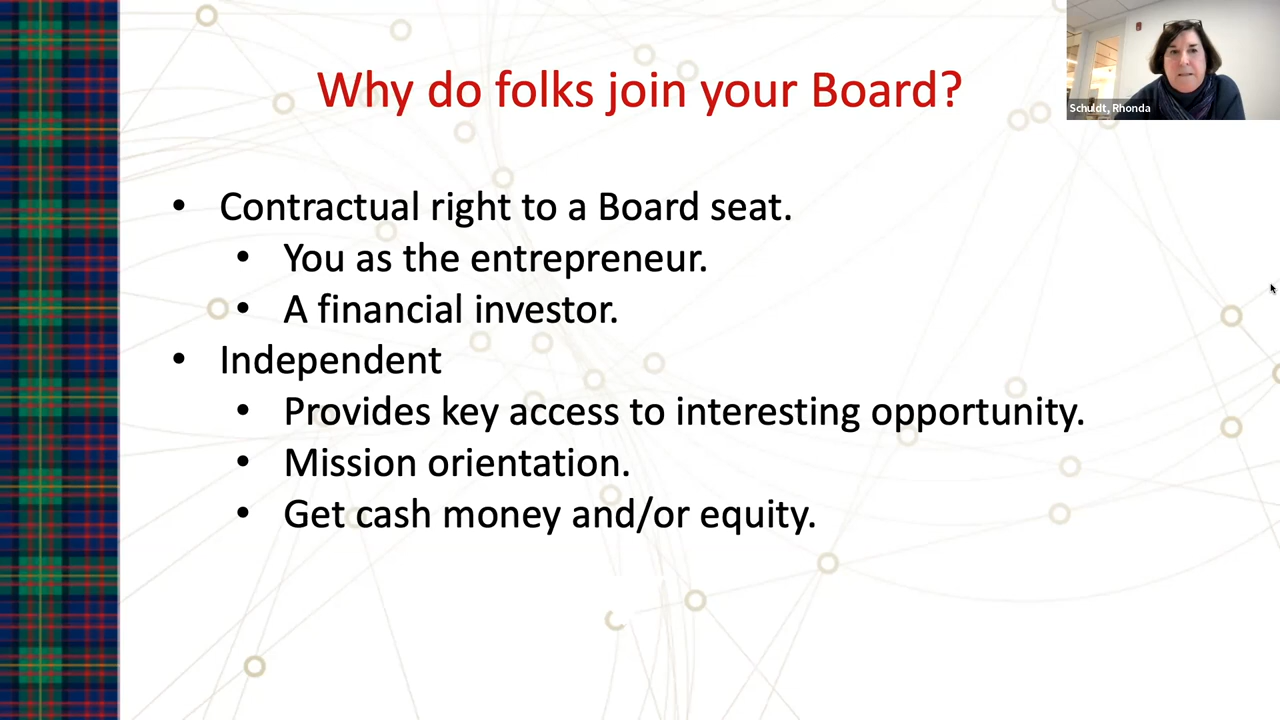 Why do folks join your Board?
Schuldt, Rhonda
• Contractual right to a Board seat.
• You as the entrepreneur.
• A financial investor.
• Independent
• Provides key access to interesting opportunity.
• Mission orientation.
• Get cash money and/or equity.